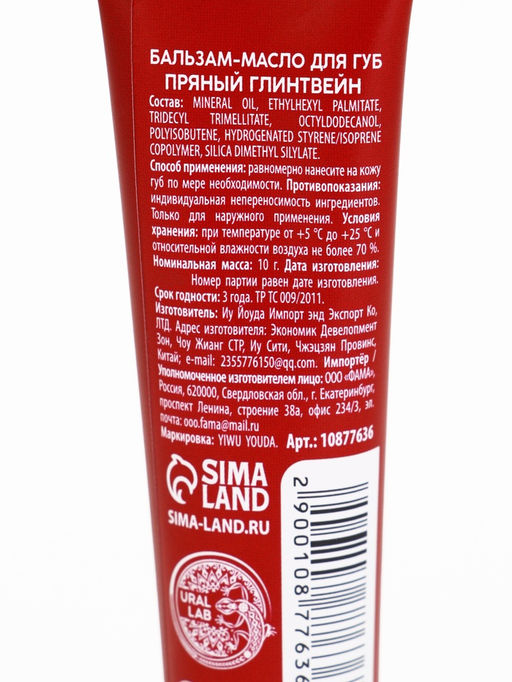 БАЛЬЗАМ-МАСЛО ДЛЯ ГУБ
ПРЯНЫЙ ГЛИНТВЕЙН
Состав: MINERAL OIL, ETHYLHEXYL PALMITATE,
TRIDECYL TRIMELLITATE, OCTYLDODECANOL,
POLYISOBUTENE, HYDROGENATED STYRENE/ISOPRENE
COPOLYMER, SILICA DIMETHYL SILYLATE.
Способ применения: равномерно нанесите на кожу
губ по мере необходимости. Противопоказания:
индивидуальная непереносимость ингредиентов.
Только для наружного применения. Условия
хранения: при температуре от +5 °C до +25 °C и
относительной влажности воздуха не более 70 %.
Номинальная масса: 10 г. Дата изготовления:
Номер партии равен дате изготовления.
Срок годности: 3 года. ТР ТС 009/2011.
Изготовитель: Иу Йоуда Импорт энд Экспорт Ко,
ЛТД. Адрес изготовителя: Экономик Девелопмент
Зон, Чоу Жианг СТР, Иу Сити, Чжэцзян Провинс,
Китай; e-mail: 2355776150@qq.com. Импортёр /
Уполномоченное изготовителем лицо: ООО «ФАМА»,
Россия, 620000, Свердловская обл., г. Екатеринбург,
проспект Ленина, строение 38а, офис 234/3, эл.
почта: ooo.fama@mail.ru
Маркировка: YIWU YOUDA. Арт.: 10877636
SIMA
LAND
SIMA-LAND.RU
URAL
LAB
2 900108 77636